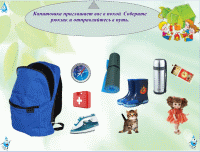 Капитошка приглашает вас в поход. Соберите
рюкзак и отправляйтесь в путь.